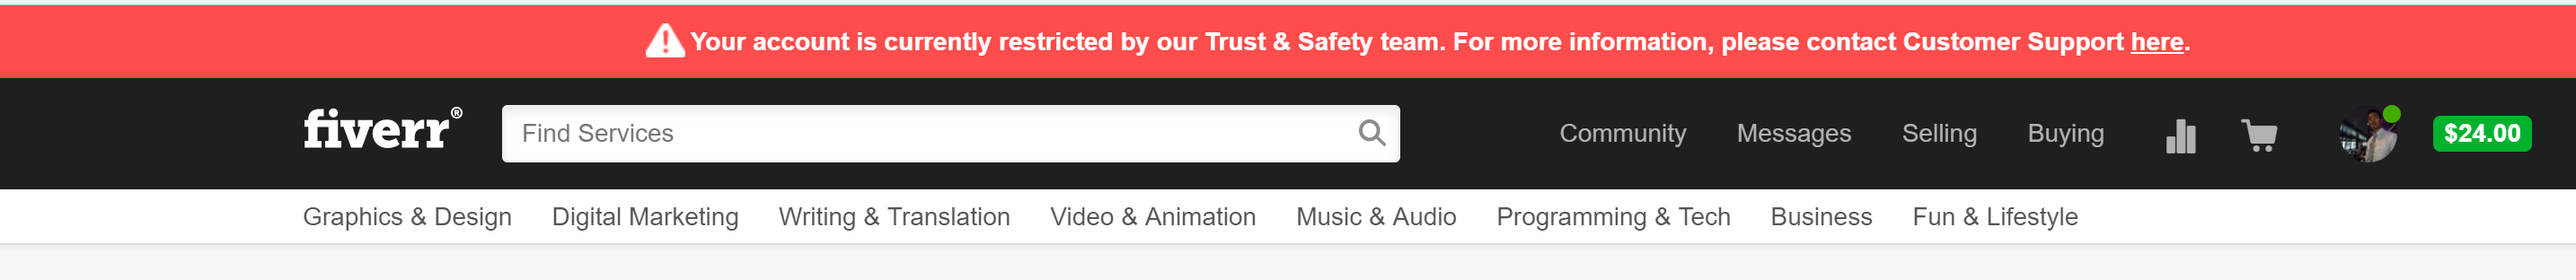 Your account is currently restricted by our Trust & Safety team. For more information, please contact Customer Support here.
fiverr®
Find Services
Community Messages Selling Buying $24.00
Graphics & Design Digital Marketing Writing & Translation Video & Animation Music & Audio Programming & Tech Business Fun & Lifestyle